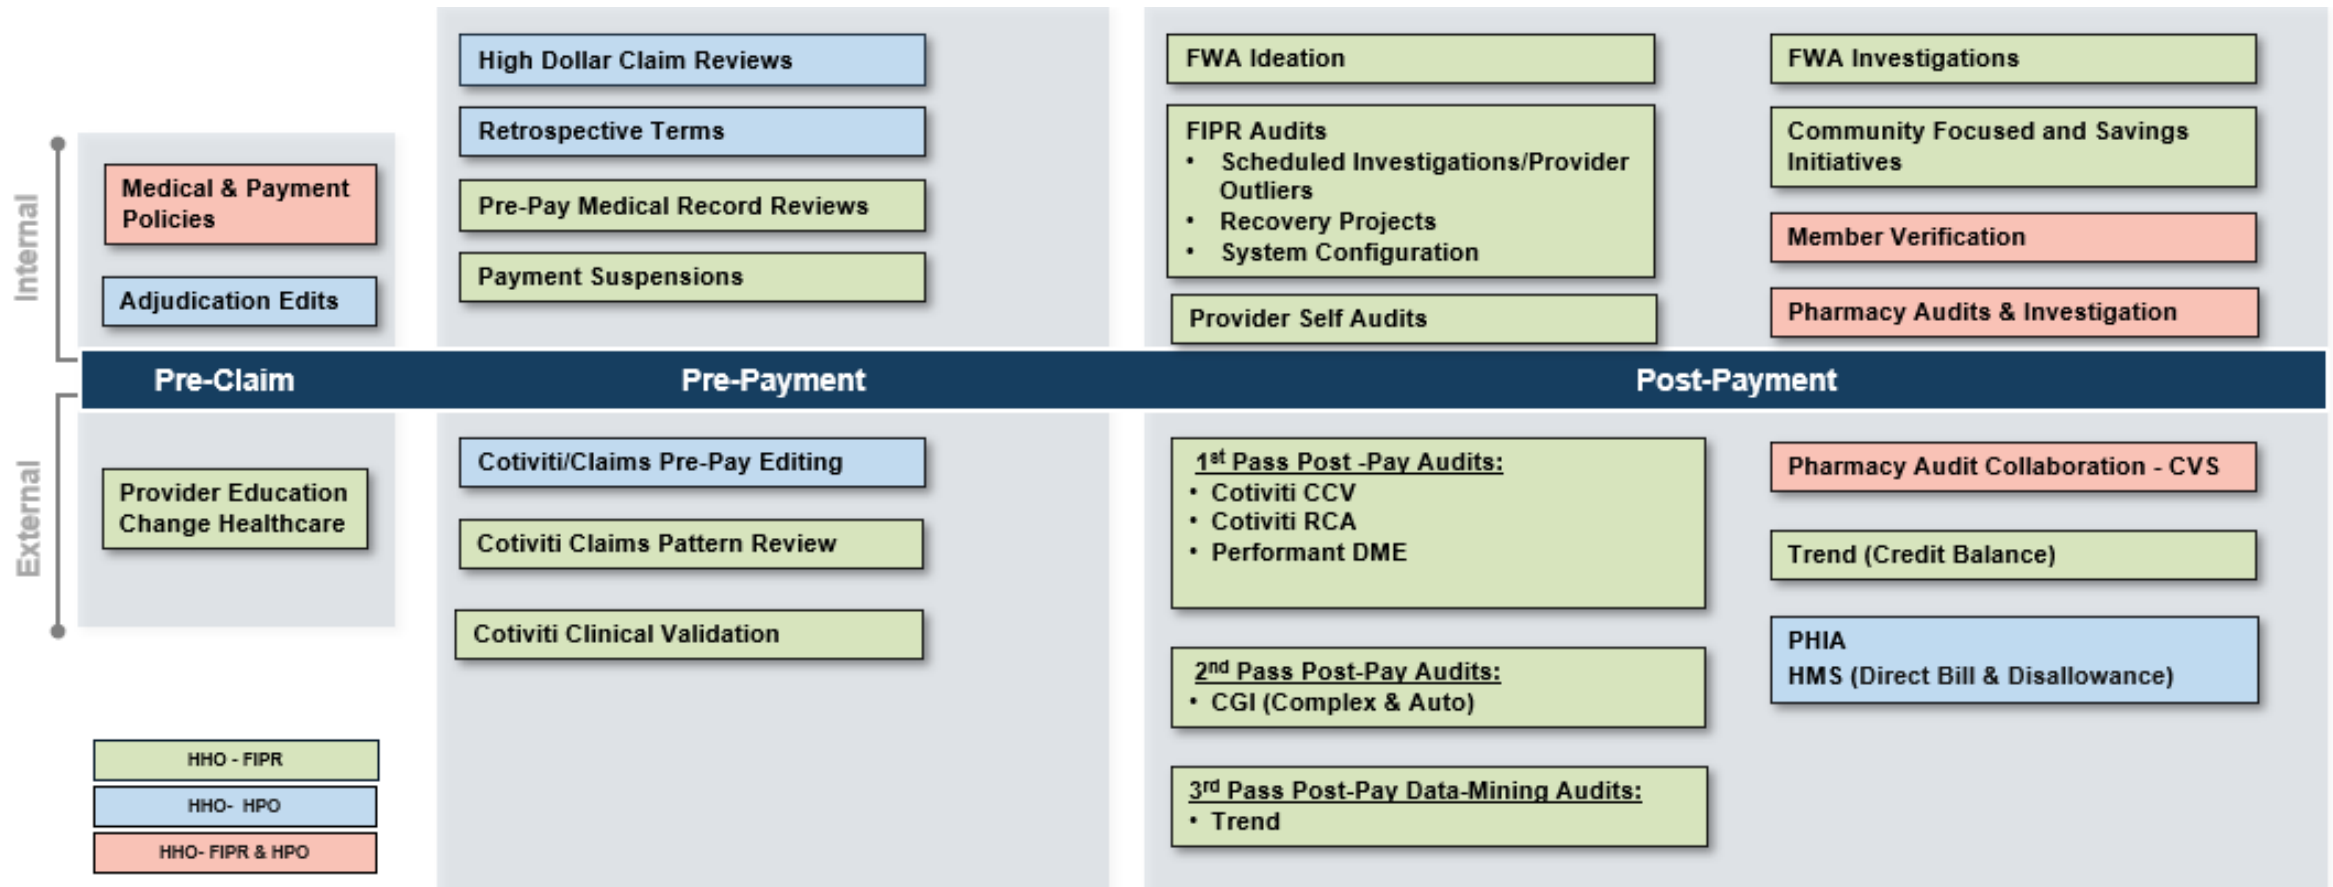 Internal
Medical & Payment
Policies
Adjudication Edits
High Dollar Claim Reviews
Retrospective Terms
Pre-Pay Medical Record Reviews
Payment Suspensions
FWA Ideation
FIPR Audits
• Scheduled Investigations/Provider
Outliers
• Recovery Projects
• System Configuration
Provider Self Audits
FWA Investigations
Community Focused and Savings
Initiatives
Member Verification
Pharmacy Audits & Investigation
Pre-Claim
Pre-Payment
Post-Payment
External
Provider Education
Change Healthcare
Cotiviti/Claims Pre-Pay Editing
Cotiviti Claims Pattern Review
Cotiviti Clinical Validation
1st Pass Post -Pay Audits:
• Cotiviti CCV
• Cotiviti RCA
• Performant DME
2nd Pass Post-Pay Audits:
• CGI (Complex & Auto)
3rd Pass Post-Pay Data-Mining Audits:
• Trend
Pharmacy Audit Collaboration - CVS
Trend (Credit Balance)
PHIA
HMS (Direct Bill & Disallowance)
HHO - FIPR
HHO- HPO
HHO- FIPR & HPO